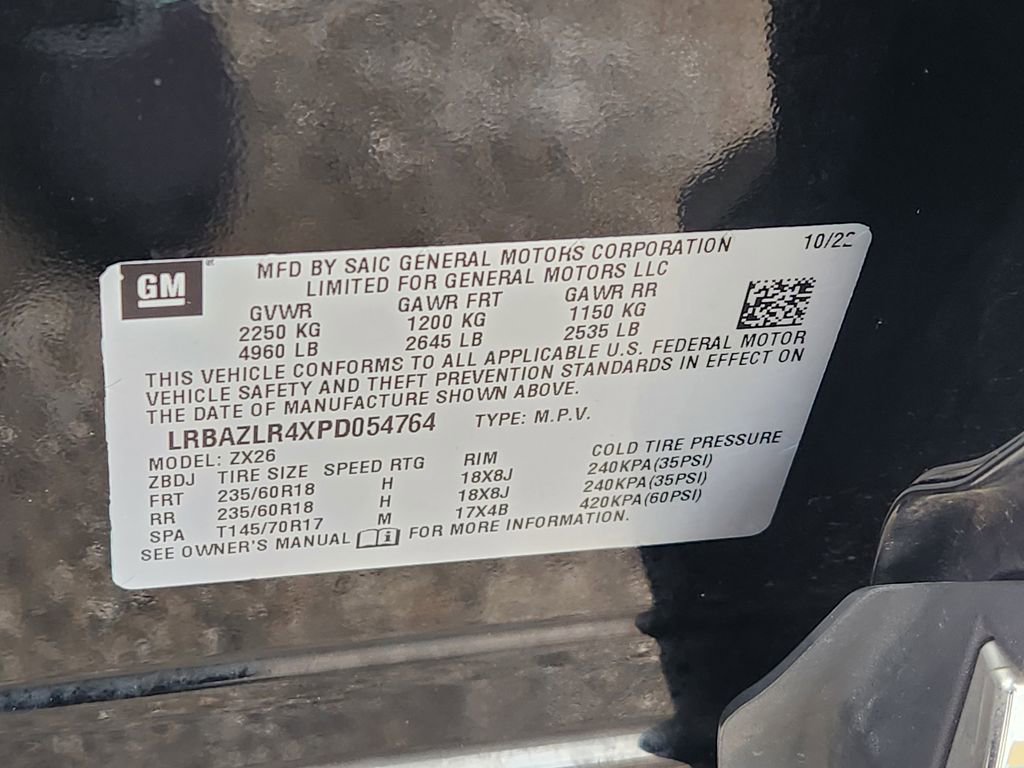 GM
MFD BY SAIC GENERAL MOTORS CORPORATION
10/22
LIMITED FOR GENERAL MOTORS LLC
GVWR GAWR FRT GAWR RR
2250 KG 1200 KG 1150 KG
4960 LB 2645 LB 2535 LB
THIS VEHICLE CONFORMS TO ALL APPLICABLE U.S. FEDERAL MOTOR
VEHICLE SAFETY AND THEFT PREVENTION STANDARDS IN EFFECT ON
THE DATE OF MANUFACTURE SHOWN ABOVE.
LRBAZLR4XPD054764 TYPE: M.P.V.
MODEL: ZX26
ZBDJ TIRE SIZE SPEED RTG RIM COLD TIRE PRESSURE
FRT 235/60R18 H 18X8J 240KPA(35PSI)
RR 235/60R18 H 18X8J 240KPA(35PSI)
SPA T145/70R17 M 17X4B 420KPA(60PSI)
SEE OWNER'S MANUAL i FOR MORE INFORMATION.